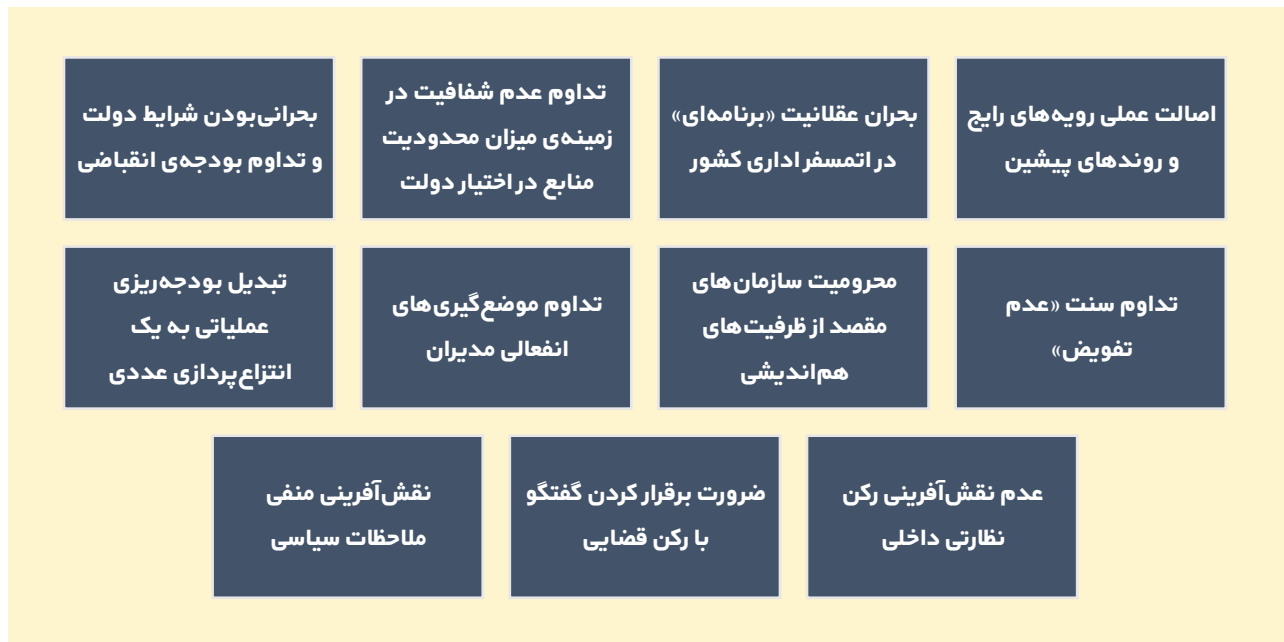 اصالت عملی رویه‌های رایج
و روندهای پیشین
بحران عقلانیت «برنامه‌ای»
در اتمسفر اداری کشور
تداوم عدم شفافیت در
زمینه‌ی میزان محدودیت
منابع در اختیار دولت
بحرانی‌بودن شرایط دولت
و تداوم بودجه‌ی انقباضی
تداوم سنت «عدم
تفویض»
محرومیت سازمان‌های
مقصد از ظرفیت‌های
هم‌اندیشی
تداوم موضع‌گیری‌های
انفعالی مدیران
تبدیل بودجه‌ریزی
عملیاتی به یک
انتزاع‌پردازی عددی
عدم نقش‌آفرینی رکن
نظارتی داخلی
ضرورت برقرار کردن گفتگو
با رکن قضایی
نقش‌آفرینی منفی
ملاحظات سیاسی